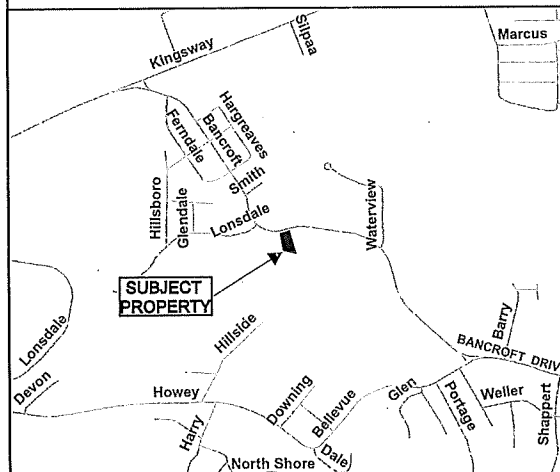 Kingsway
Silpaa
Marcus
Hargreaves
Bancroft
Ferndale
Smith
Hillsboro
Glendale
Lonsdale
Waterview
SUBJECT
PROPERTY
Lonsdale
Devon
Hillside
Howey
Harry
Downing
Bellevue
Dale
North Shore
Glen
Portage
Weller
Barry
BANCROFT DRIV
Shappert